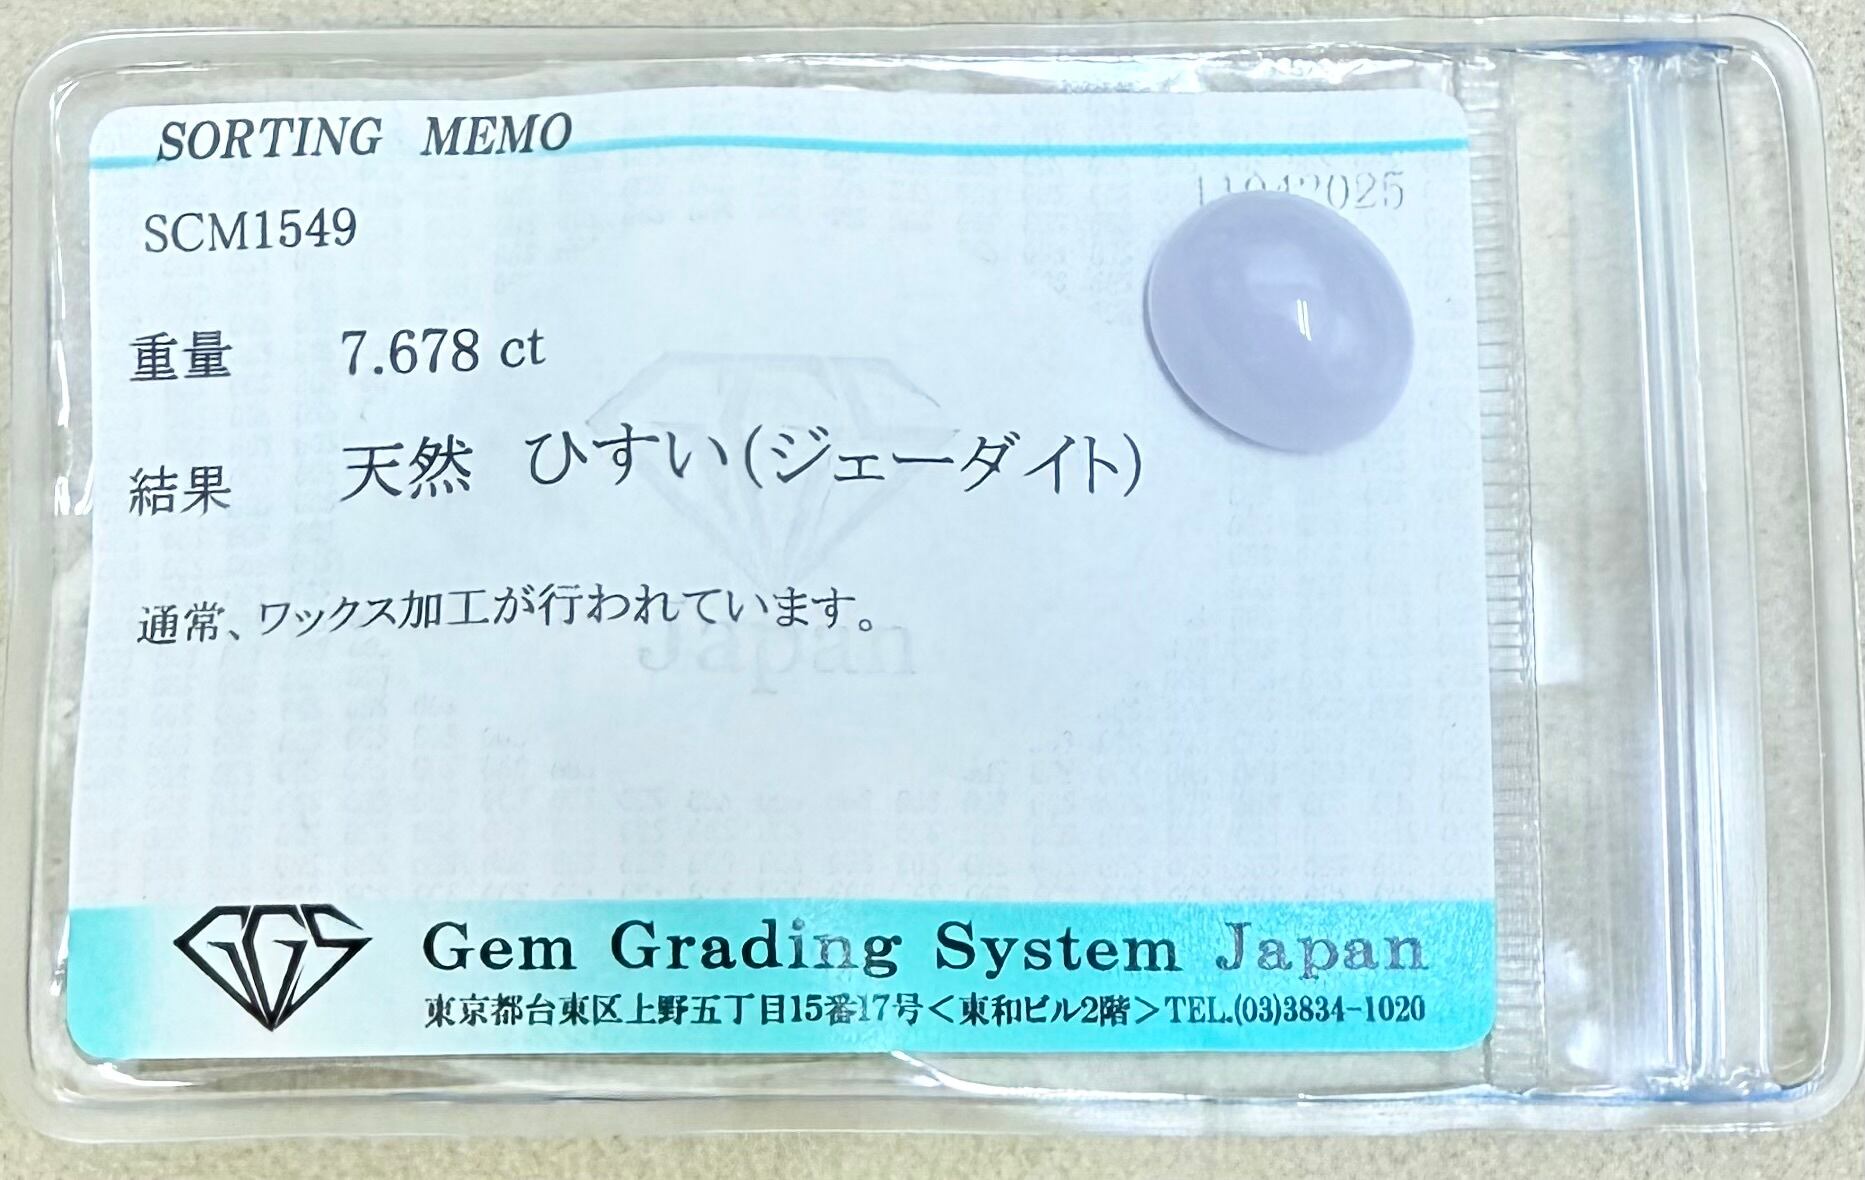 SORTING MEMO
SCM1549
重量 7.678 ct
結果 天然 ひすい(ジェーダイト)
通常、ワックス加工が行われています。
Japan
GGS
Gem Grading System Japan
東京都台東区上野五丁目15番17号<東和ビル2階>TEL.(03)3834-1020